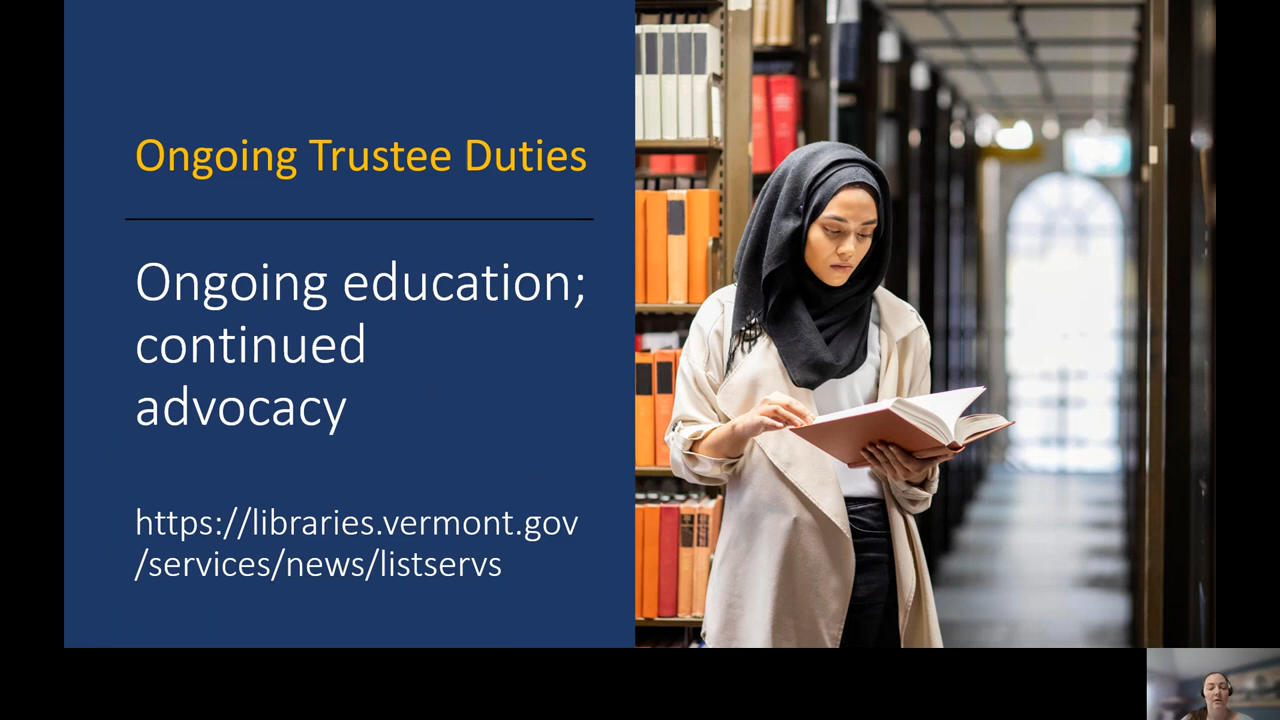 Ongoing Trustee Duties
Ongoing education;
continued
advocacy
https://libraries.vermont.gov
/services/news/listservs